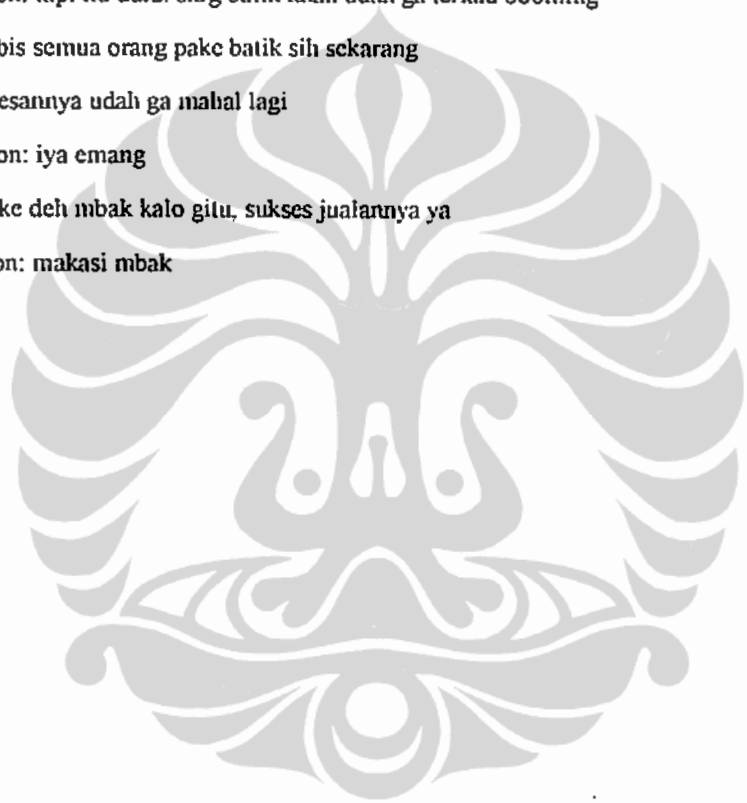 bis semua orang pake batik sih sekarang
esannya udah ga mahal lagi
on: iya emang
ke deh mbak kalo gitu, sukses jualannya ya
on: makasi mbak